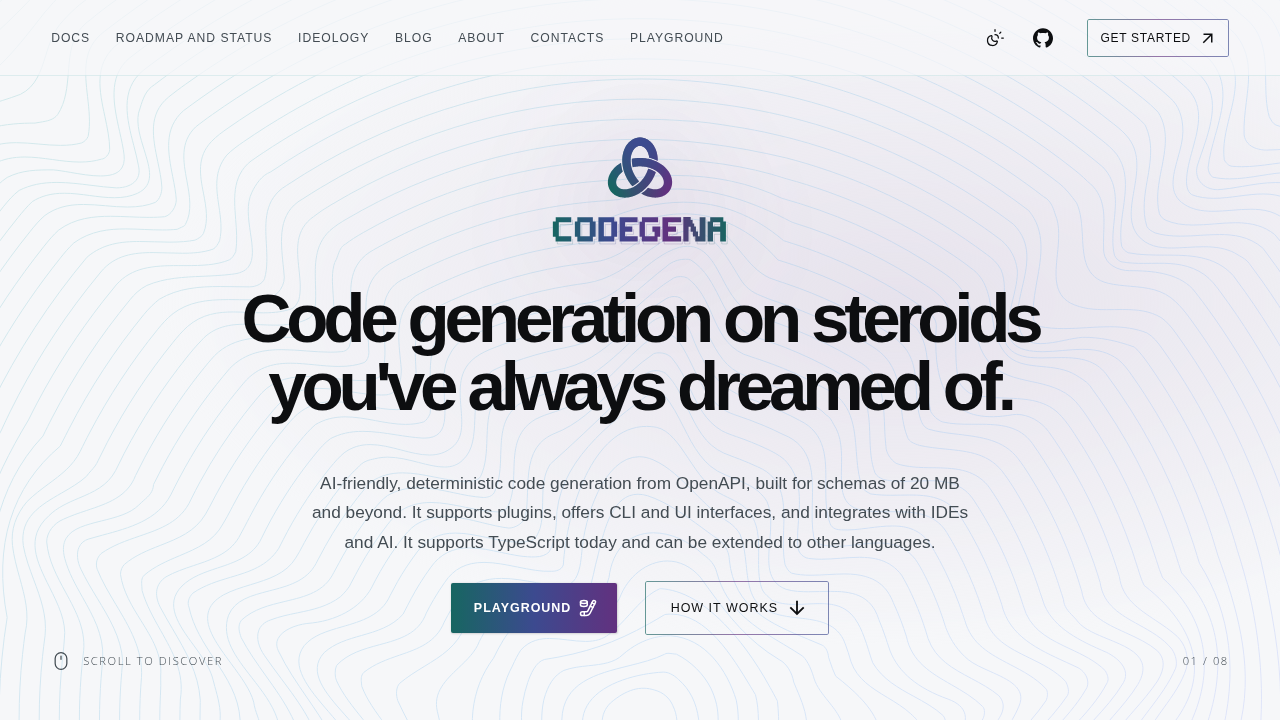 DOCS ROADMAP AND STATUS IDEOLOGY BLOG ABOUT CONTACTS PLAYGROUND GET STARTED
CODEGENA
Code generation on steroids
you've always dreamed of.
AI-friendly, deterministic code generation from OpenAPI, built for schemas of 20 MB
and beyond. It supports plugins, offers CLI and UI interfaces, and integrates with IDEs
and AI. It supports TypeScript today and can be extended to other languages.
PLAYGROUND HOW IT WORKS
SCROLL TO DISCOVER 01 / 08